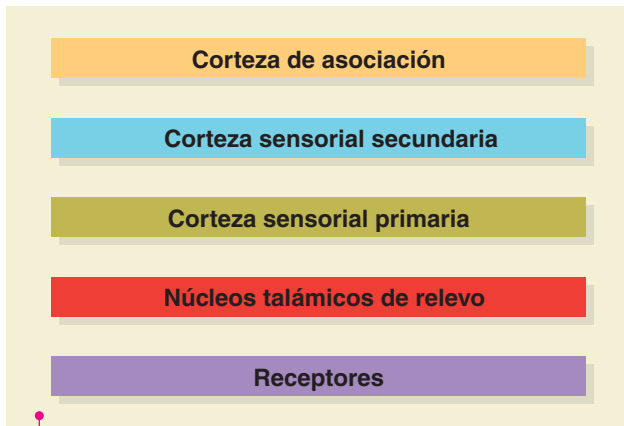 Corteza de asociación
Corteza sensorial secundaria
Corteza sensorial primaria
Núcleos talámicos de relevo
Receptores